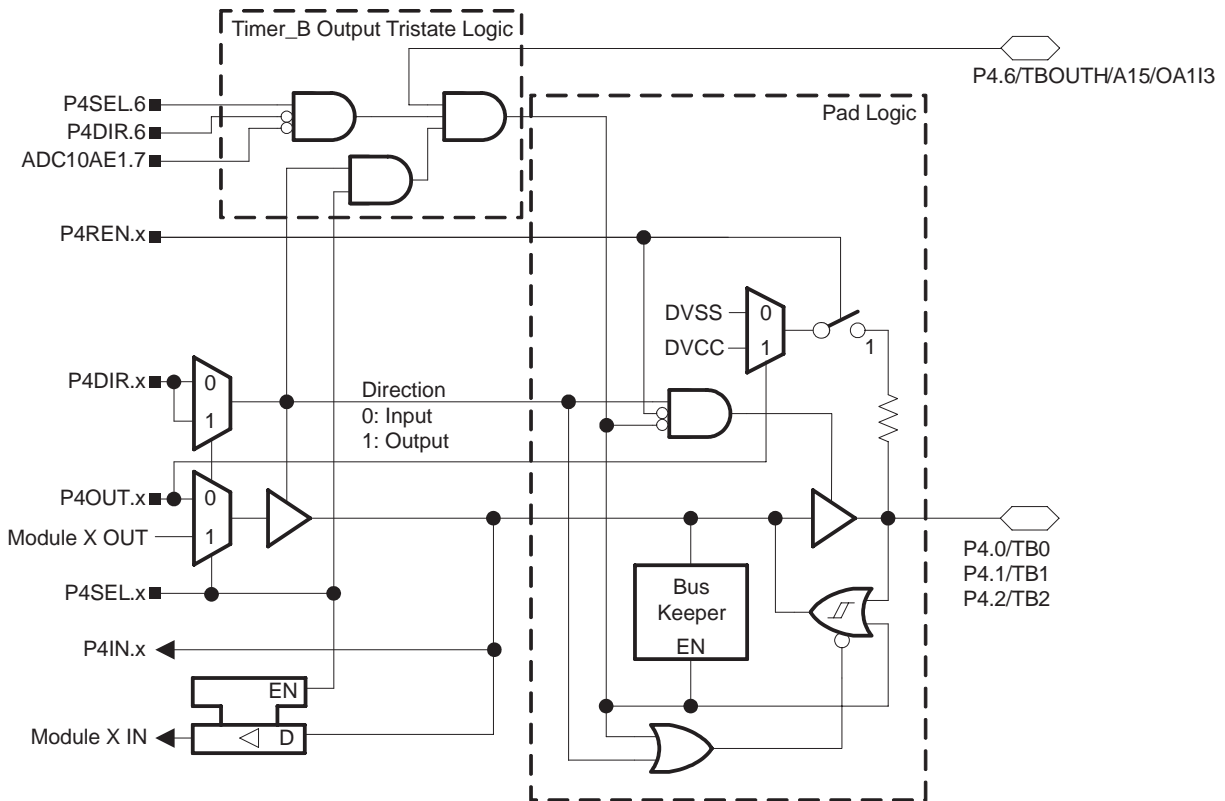 Timer_B Output Tristate Logic
P4.6/TBOUTH/A15/OA1I3
P4SEL.6
P4DIR.6
ADC10AE1.7
Pad Logic
P4REN.x
DVSS
0
DVCC
1
1
P4DIR.x
0
1
Direction
0: Input
1: Output
P4OUT.x
0
Module X OUT
1
P4SEL.x
P4.0/TB0
P4.1/TB1
P4.2/TB2
Bus
Keeper
EN
P4IN.x
EN
Module X IN
D